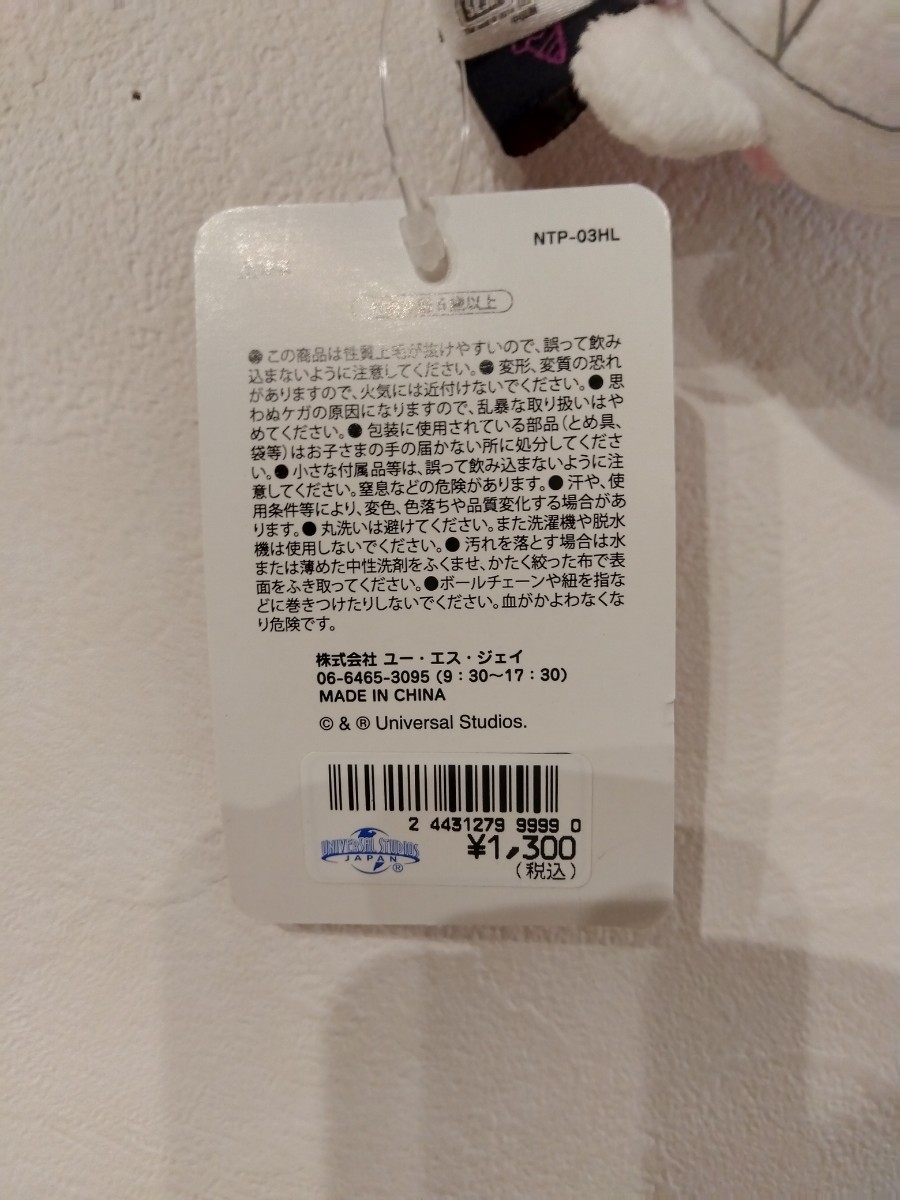 NTP-03HL
6歳以上
● この商品は性質上毛が抜けやすいので、誤って飲み
込まないように注意してください。● 変形、変質の恐れ
がありますので、火気には近付けないでください。● 思
わぬケガの原因になりますので、乱暴な取り扱いはや
めてください。● 包装に使用されている部品(とめ具、
袋等)はお子さまの手の届かない所に処分してくださ
い。● 小さな付属品等は、誤って飲み込まないように注
意してください。窒息などの危険があります。● 汗や、使
用条件等により、変色、色落ちや品質変化する場合があ
ります。● 丸洗いは避けてください。また洗濯機や脱水
機は使用しないでください。● 汚れを落とす場合は水
または薄めた中性洗剤をふくませ、かたく絞った布で表
面をふき取ってください。●ボールチェーンや紐を指な
どに巻きつけたりしないでください。血がかよわなくな
り危険です。
株式会社 ユー・エス・ジェイ
06-6465-3095 (9:30〜17:30)
MADE IN CHINA
© & ® Universal Studios.
2 4431279 9999 0
UNIVERSAL STUDIOS
JAPAN ®
¥1,300
(税込)